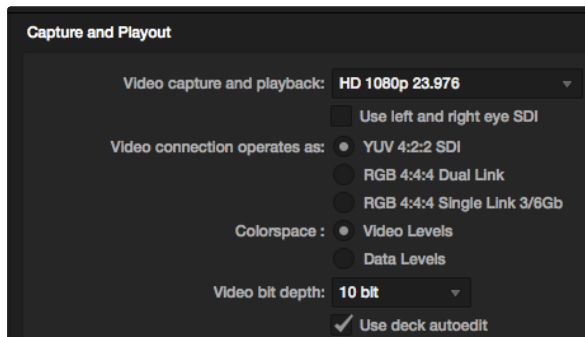 Capture and Playout
Video capture and playback: HD 1080p 23.976
Use left and right eye SDI
Video connection operates as: YUV 4:2:2 SDI
RGB 4:4:4 Dual Link
RGB 4:4:4 Single Link 3/6Gb
Colorspace : Video Levels
Data Levels
Video bit depth: 10 bit
Use deck autoedit